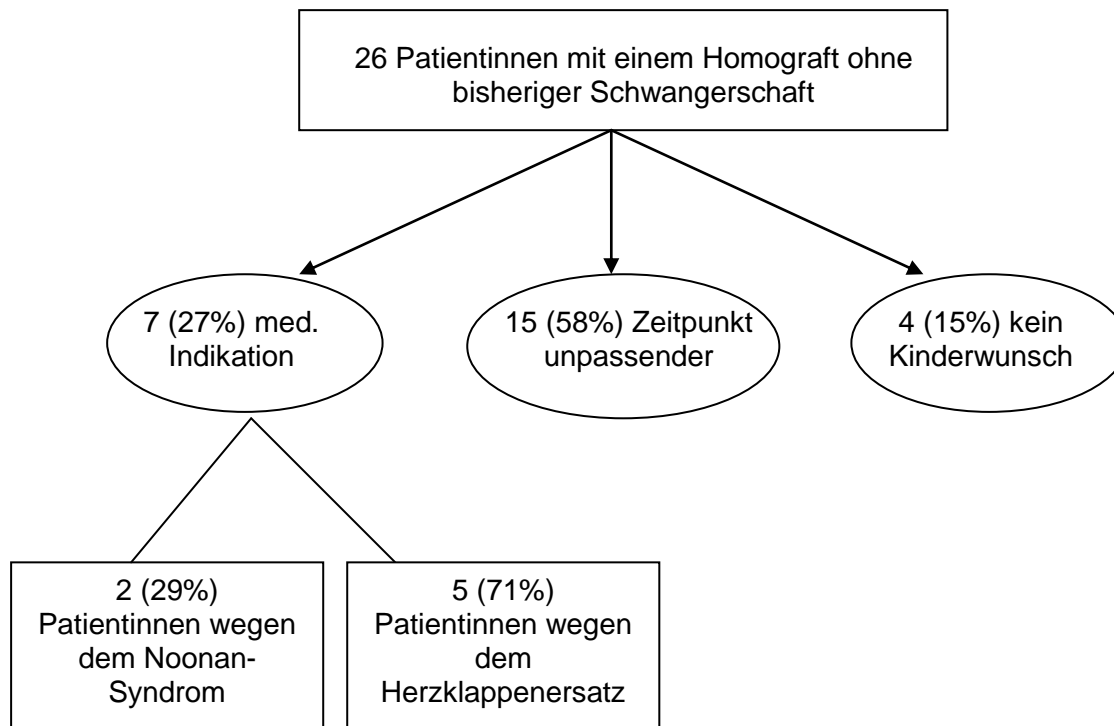 26 Patientinnen mit einem Homograft ohne
bisheriger Schwangerschaft
7 (27%) med.
Indikation
15 (58%) Zeitpunkt
unpassender
4 (15%) kein
Kinderwunsch
2 (29%)
Patientinnen wegen
dem Noonan-
Syndrom
5 (71%)
Patientinnen wegen
dem
Herzklappenersatz